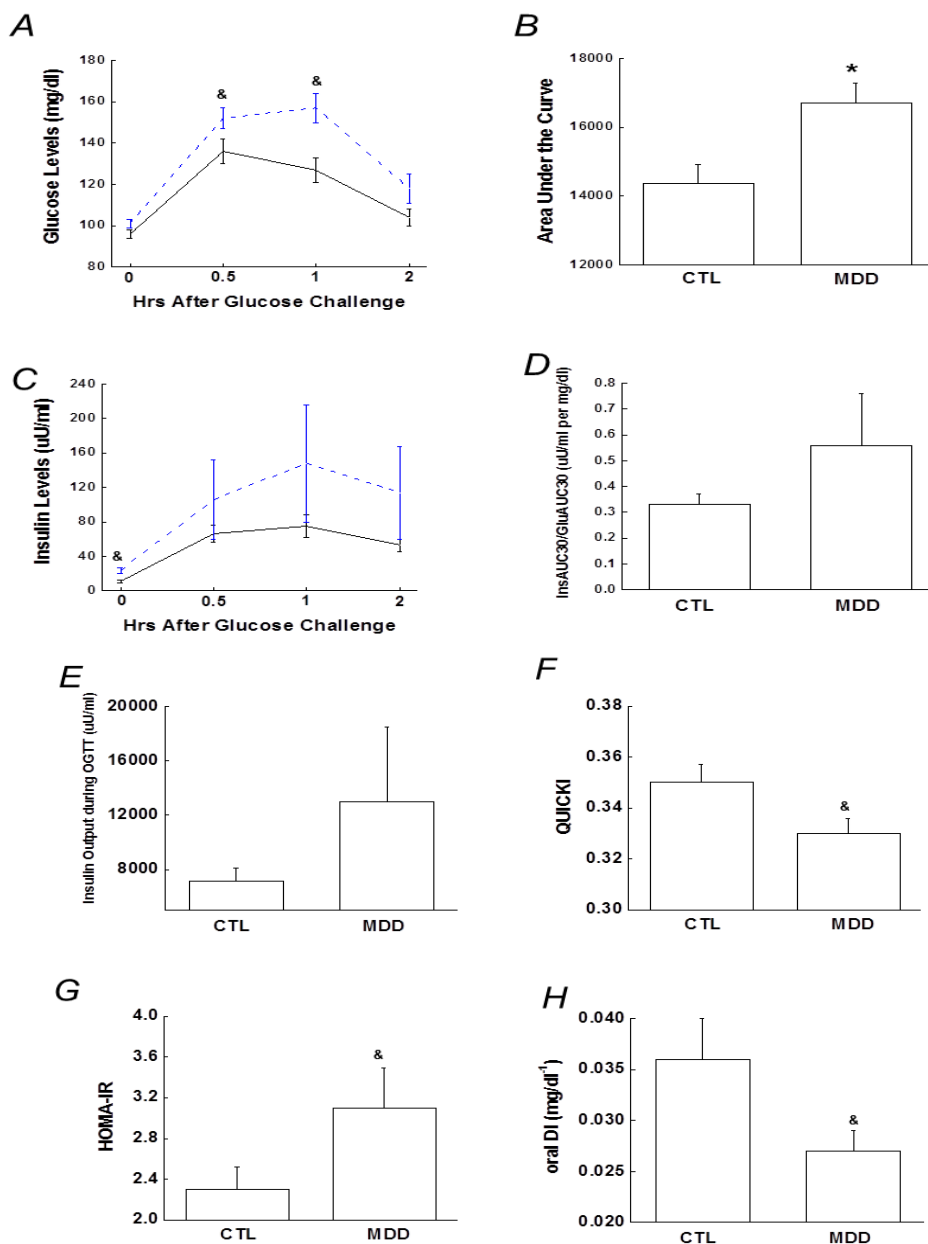 A
Glucose Levels (mg/dl)
180
160
140
120
100
80
&
&
0 0.5 1 2
Hrs After Glucose Challenge
B
Area Under the Curve
18000
16000
14000
12000
*
CTL MDD
C
Insulin Levels (uU/ml)
240
200
160
120
80
40
0
&
0 0.5 1 2
Hrs After Glucose Challenge
D
InsAUC30/GluAUC30 (uU/ml per mg/dl)
0.8
0.7
0.6
0.5
0.4
0.3
0.2
0.1
0.0
CTL MDD
E
Insulin Output during OGTT (uU/ml)
20000
16000
12000
8000
CTL MDD
F
QUICKI
0.38
0.36
0.34
0.32
0.30
&
CTL MDD
G
HOMA-IR
4.0
3.6
3.2
2.8
2.4
2.0
&
CTL MDD
H
oral DI (mg/dl⁻¹)
0.040
0.035
0.030
0.025
0.020
&
CTL MDD